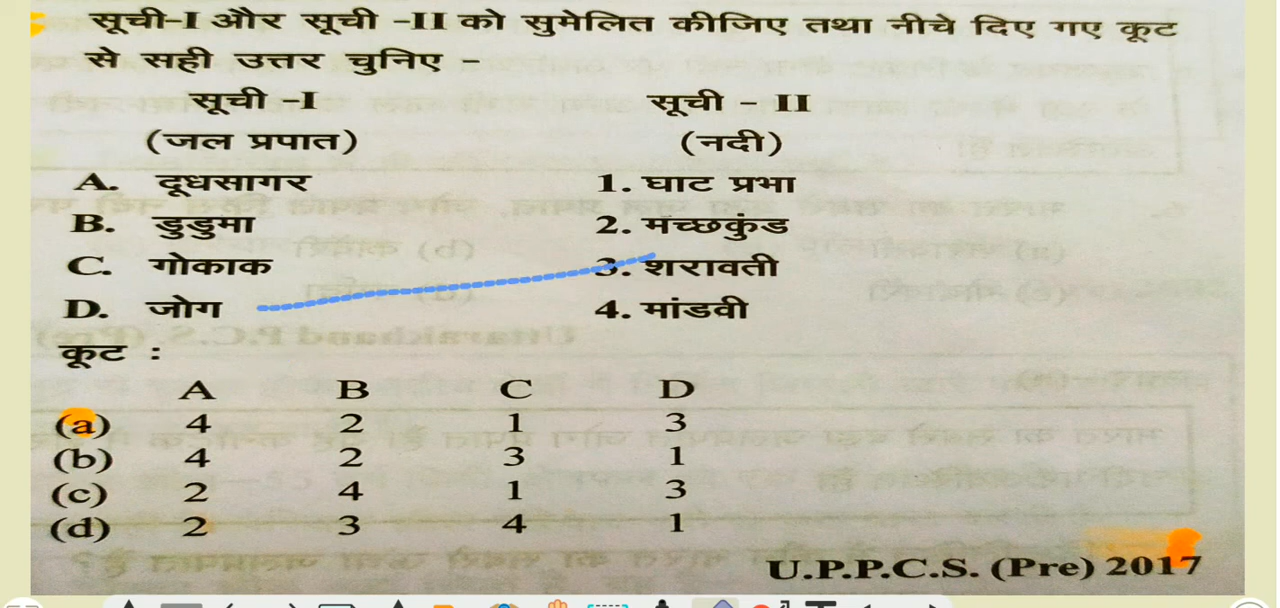 सूची-I और सूची -II को सुमेलित कीजिए तथा नीचे दिए गए कूट
से सही उत्तर चुनिए -
सूची -I सूची - II
(जल प्रपात) (नदी)
A. दूधसागर 1. घाट प्रभा
B. डुडुमा 2. मच्छकुंड
C. गोकाक 3. शरावती
D. जोग 4. मांडवी
कूट :
A B C D
(a) 4 2 1 3
(b) 4 2 3 1
(c) 2 4 1 3
(d) 2 3 4 1
U.P.P.C.S. (Pre) 2017